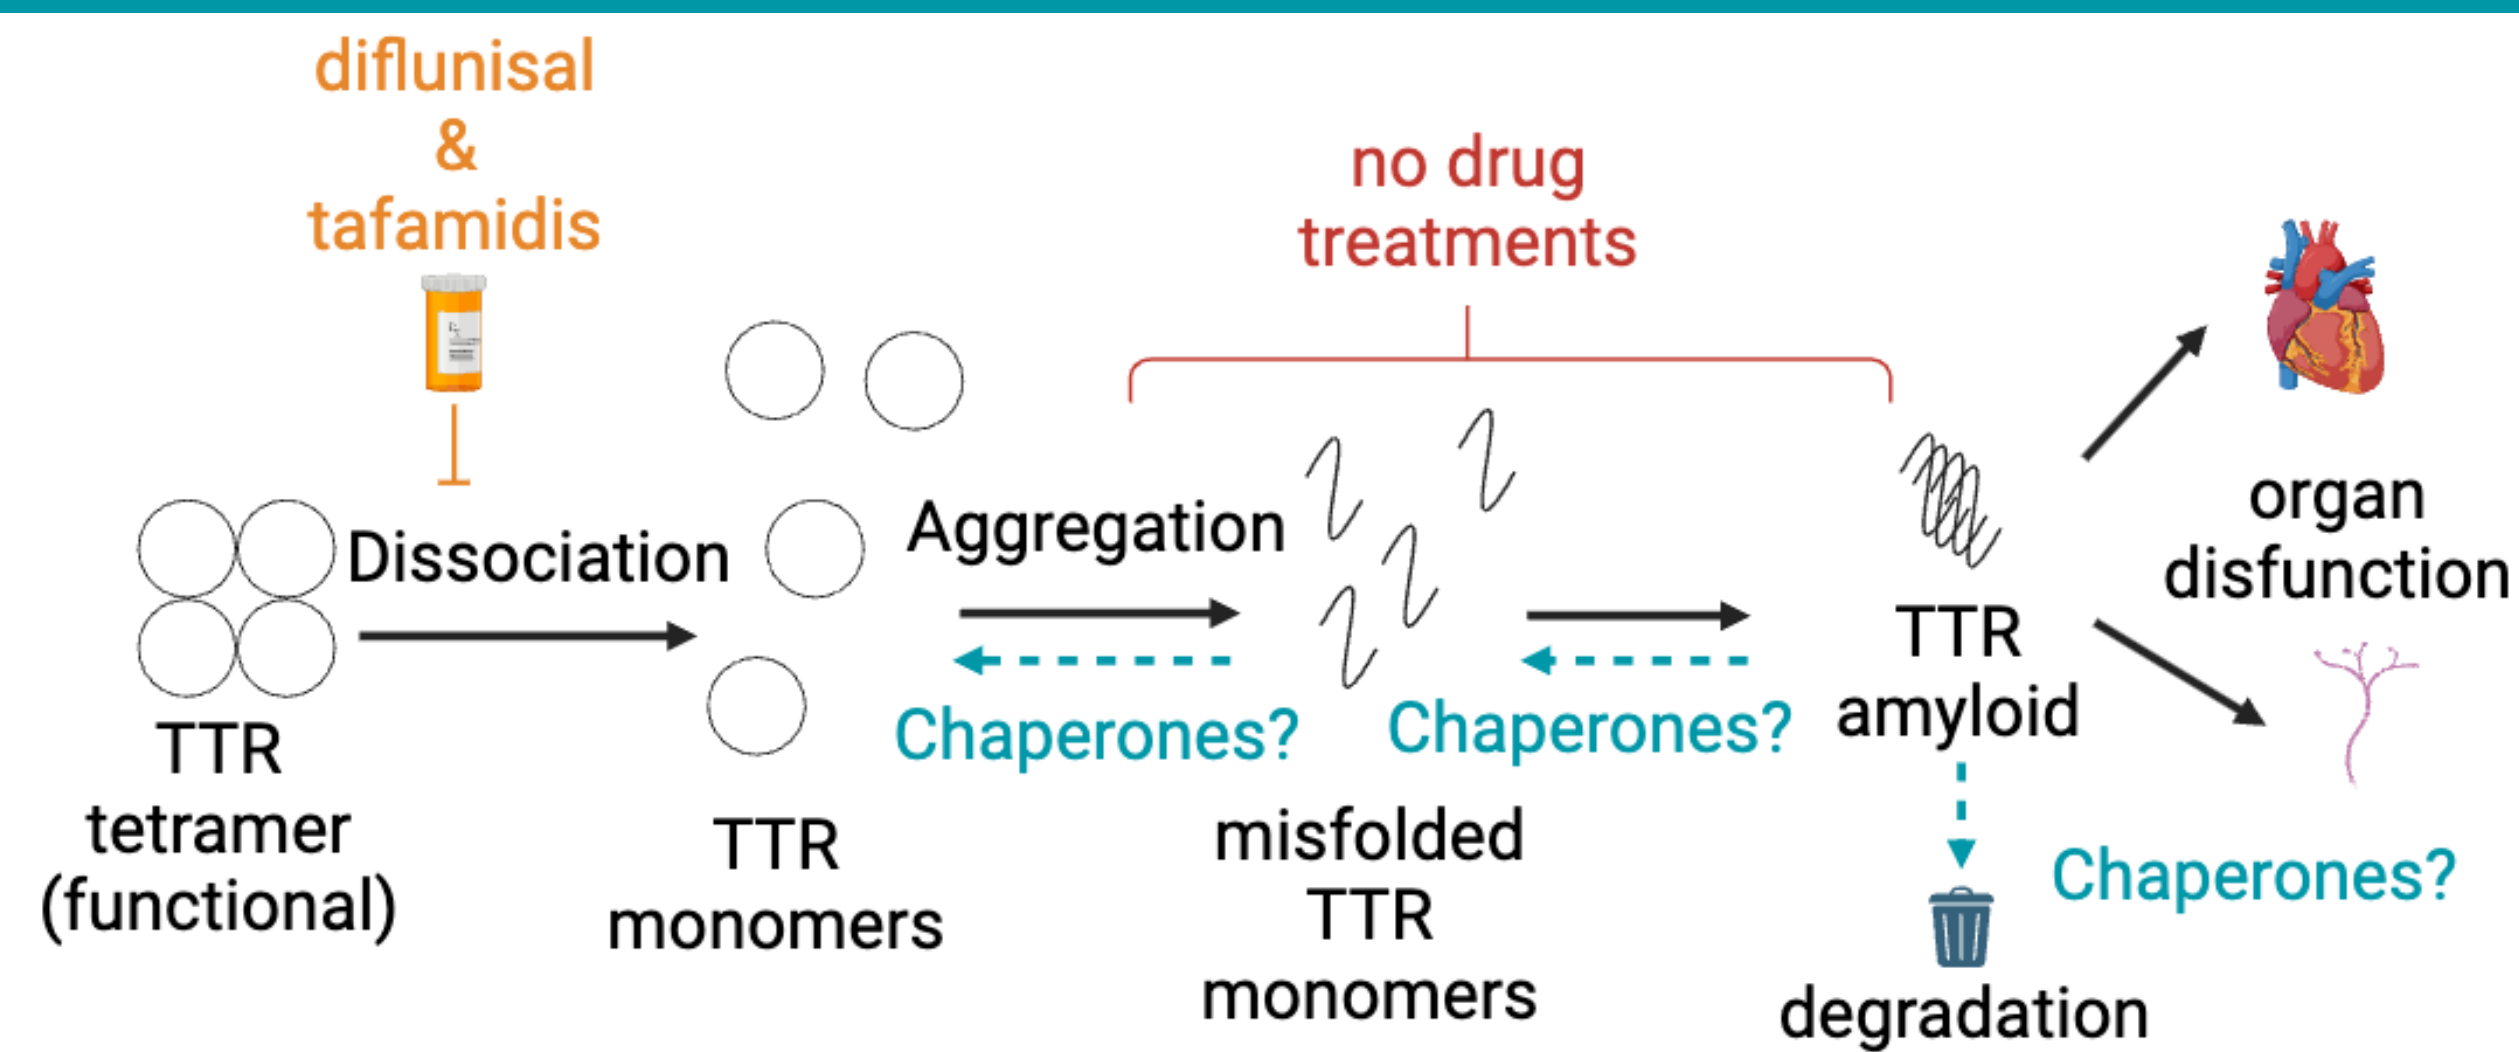 diflunisal
&
tafamidis
no drug
treatments
Dissociation
Aggregation
organ
disfunction
TTR
tetramer
(functional)
TTR
monomers
Chaperones?
Chaperones?
misfolded
TTR
monomers
TTR
amyloid
Chaperones?
degradation